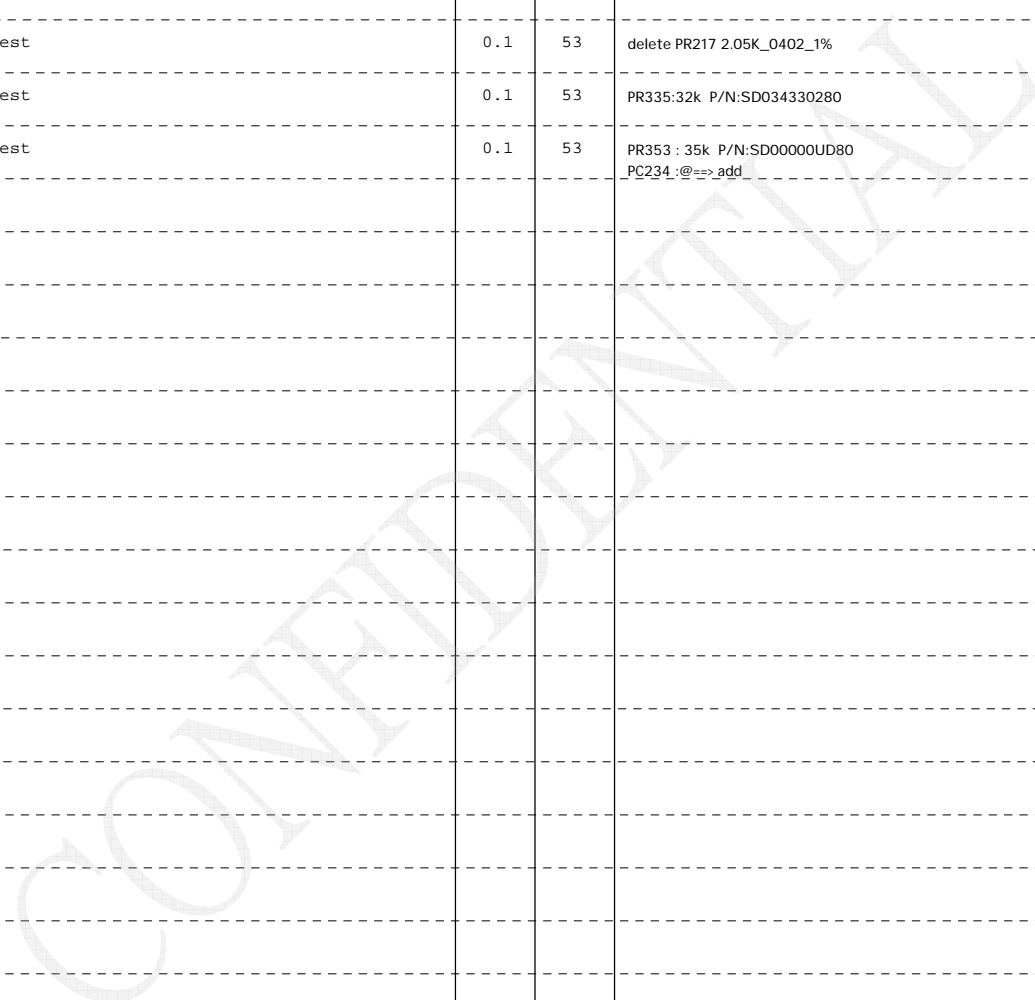 est 0.1 53 delete PR217 2.05K_0402_1%
est 0.1 53 PR335:32k P/N:SD034330280
est 0.1 53 PR353 : 35k P/N:SD00000UD80
PC234 :@==> add
CONFIDENTIAL